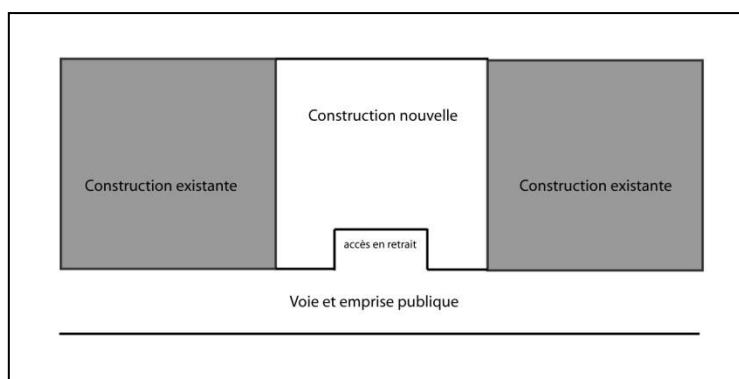 Construction nouvelle
Construction existante
Construction existante
accès en retrait
Voie et emprise publique